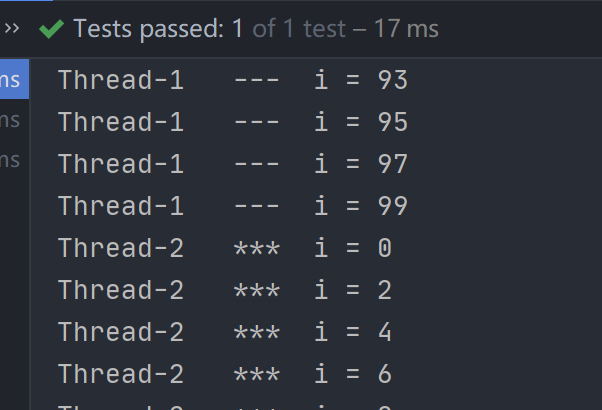 >> Tests passed: 1 of 1 test – 17 ms
ms Thread-1 --- i = 93
Thread-1 --- i = 95
ms Thread-1 --- i = 97
ms Thread-1 --- i = 99
Thread-2 *** i = 0
Thread-2 *** i = 2
Thread-2 *** i = 4
Thread-2 *** i = 6